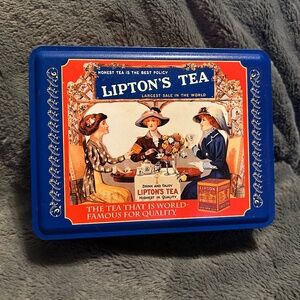 HONEST TEA IS THE BEST POLICY
LIPTON'S TEA
LARGEST SALE IN THE WORLD
DRINK AND ENJOY
LIPTON'S TEA
HIGHEST IN QUALITY
LIPTON
THE TEA THAT IS WORLD-
FAMOUS FOR QUALITY